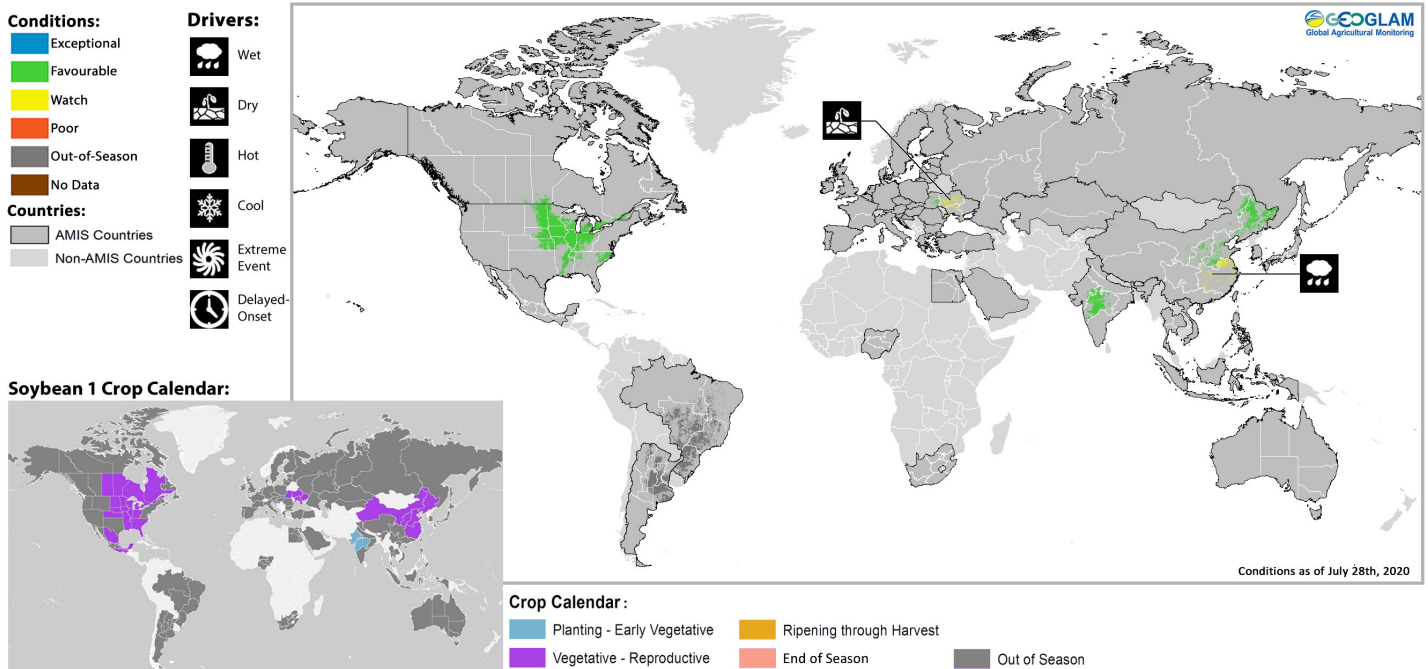 Conditions:
Exceptional
Favourable
Watch
Poor
Out-of-Season
No Data
Countries:
AMIS Countries
Non-AMIS Countries
Drivers:
Wet
Dry
Hot
Cool
Extreme
Event
Delayed-
Onset
GEOGLAM
Global Agricultural Monitoring
Soybean 1 Crop Calendar:
Conditions as of July 28th, 2020
Crop Calendar :
Planting - Early Vegetative
Ripening through Harvest
Vegetative - Reproductive
End of Season
Out of Season